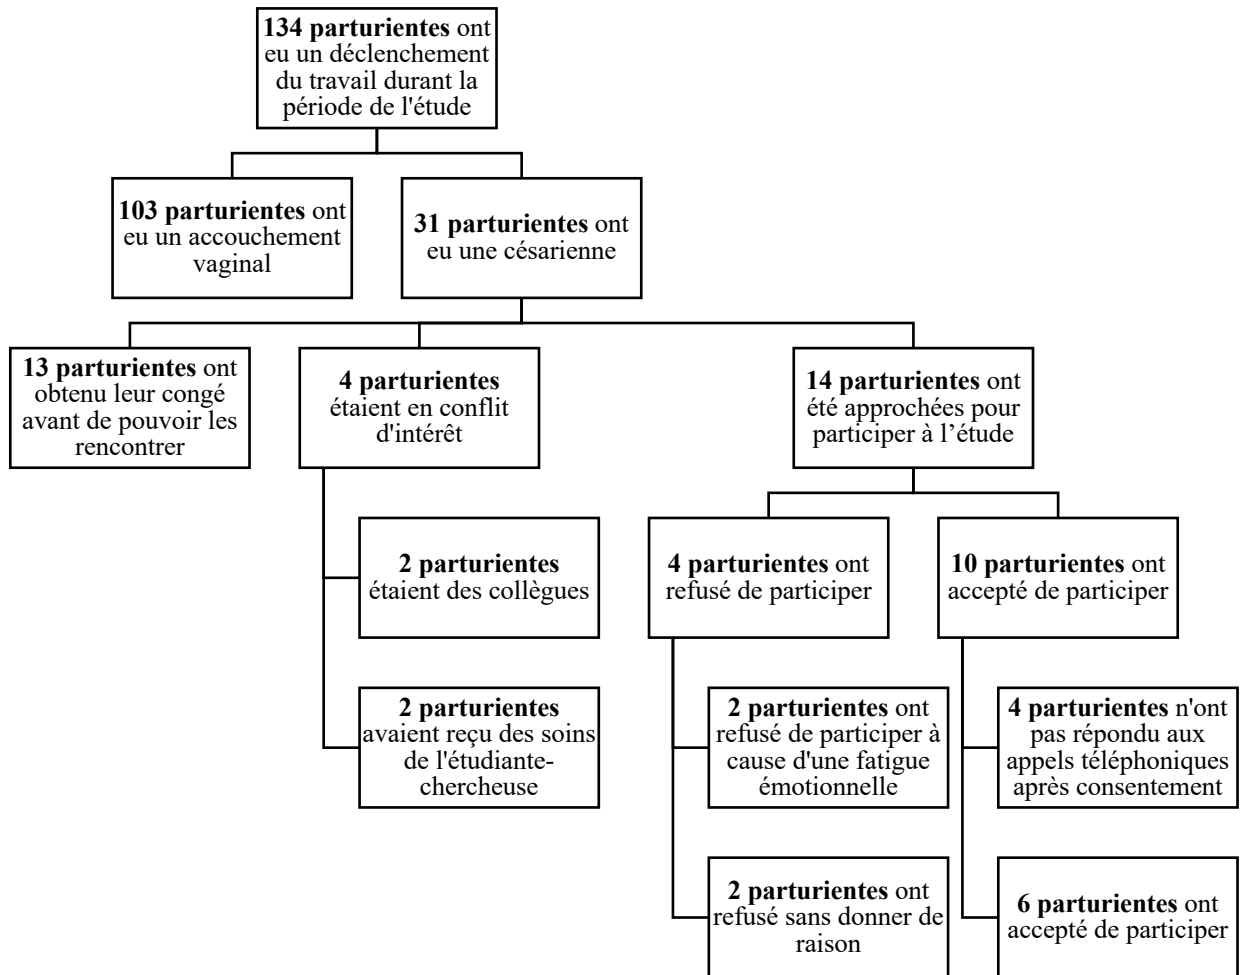 134 parturientes ont
eu un déclenchement
du travail durant la
période de l'étude
103 parturientes ont
eu un accouchement
vaginal
31 parturientes ont
eu une césarienne
13 parturientes ont
obtenu leur congé
avant de pouvoir les
rencontrer
4 parturientes
étaient en conflit
d'intérêt
14 parturientes ont
été approchées pour
participer à l’étude
2 parturientes
étaient des collègues
4 parturientes ont
refusé de participer
10 parturientes ont
accepté de participer
2 parturientes
avaient reçu des soins
de l'étudiante-
chercheuse
2 parturientes ont
refusé de participer à
cause d'une fatigue
émotionnelle
4 parturientes n'ont
pas répondu aux
appels téléphoniques
après consentement
2 parturientes ont
refusé sans donner de
raison
6 parturientes ont
accepté de participer